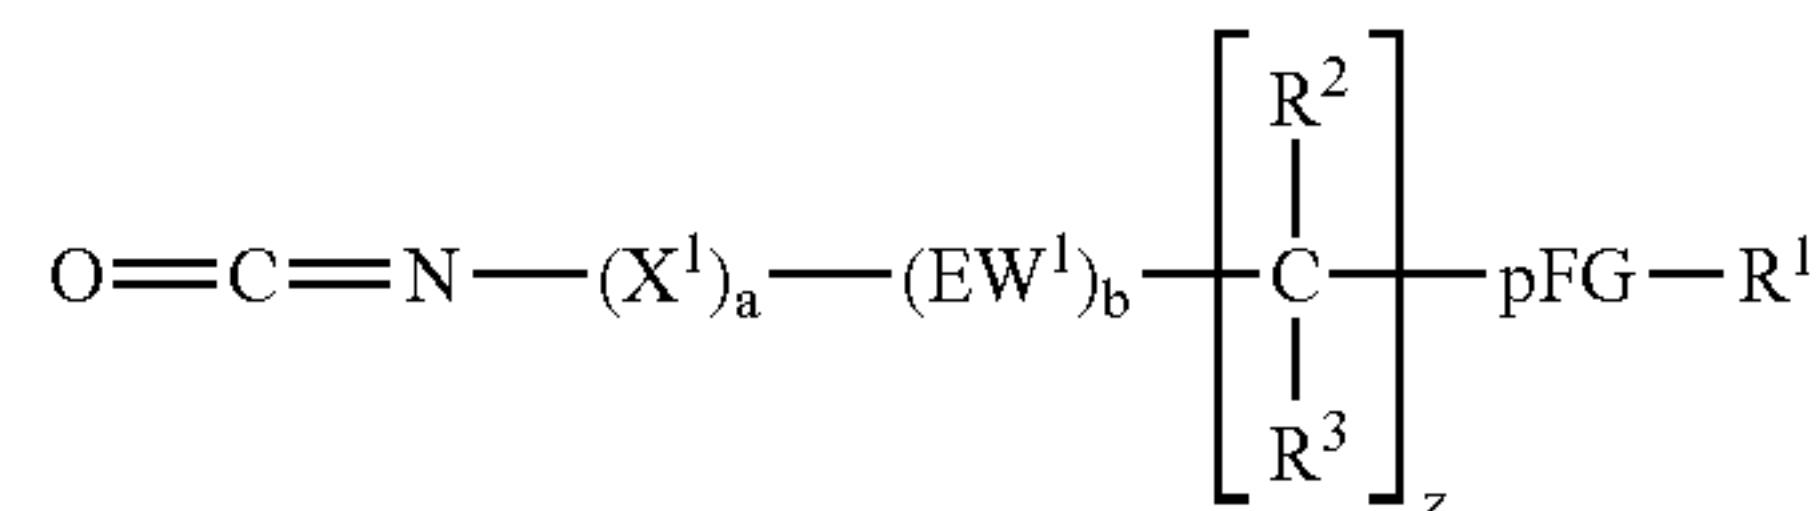 R²
O=C=N—(X¹)ₐ—(EW¹)b—[C]—pFG—R¹
R³
z